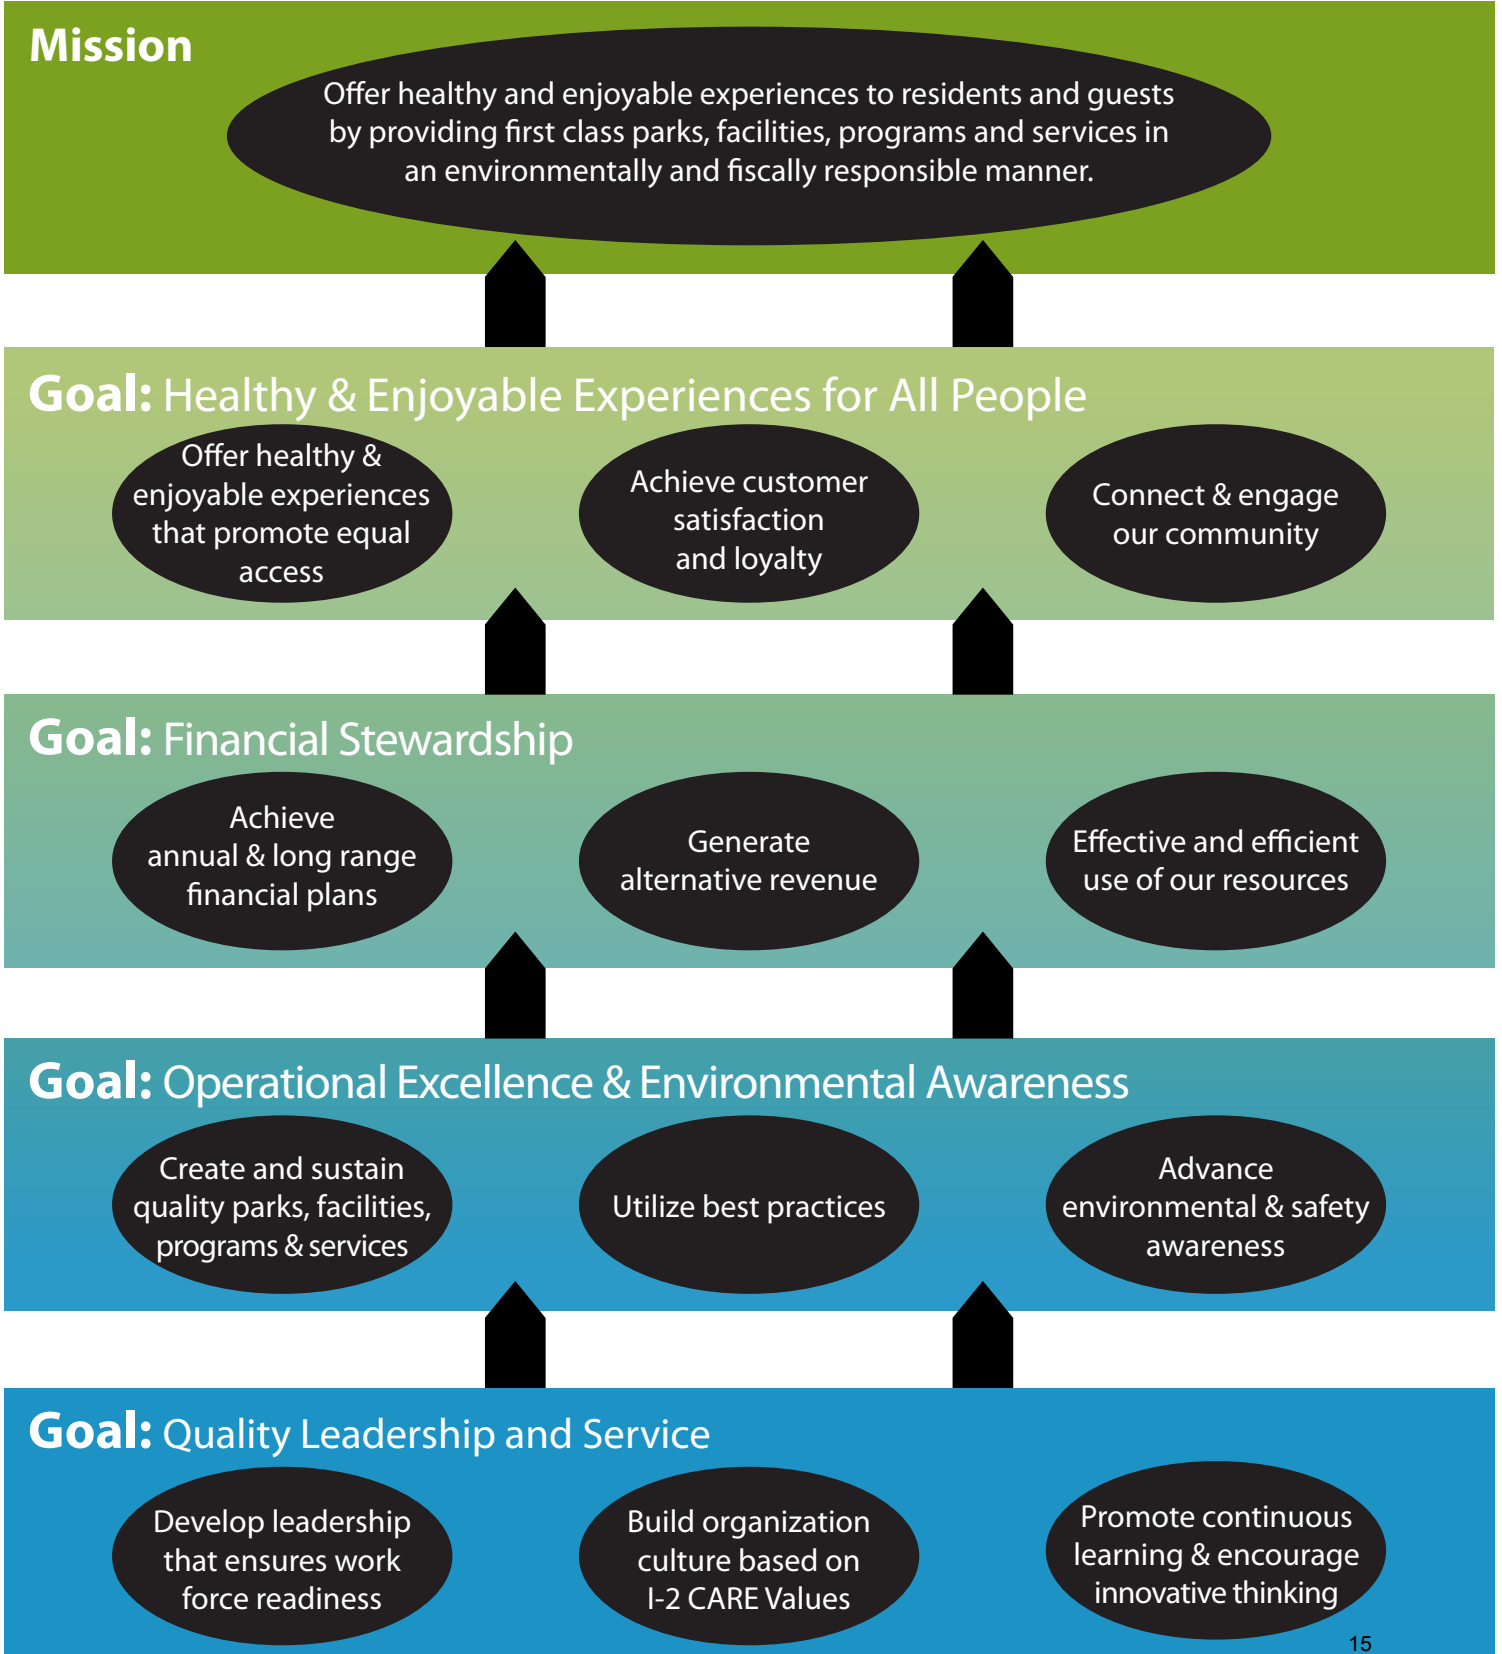 Mission
Offer healthy and enjoyable experiences to residents and guests
by providing first class parks, facilities, programs and services in
an environmentally and fiscally responsible manner.
Goal: Healthy & Enjoyable Experiences for All People
Offer healthy &
enjoyable experiences
that promote equal
access
Achieve customer
satisfaction
and loyalty
Connect & engage
our community
Goal: Financial Stewardship
Achieve
annual & long range
financial plans
Generate
alternative revenue
Effective and efficient
use of our resources
Goal: Operational Excellence & Environmental Awareness
Create and sustain
quality parks, facilities,
programs & services
Utilize best practices
Advance
environmental & safety
awareness
Goal: Quality Leadership and Service
Develop leadership
that ensures work
force readiness
Build organization
culture based on
I-2 CARE Values
Promote continuous
learning & encourage
innovative thinking
15